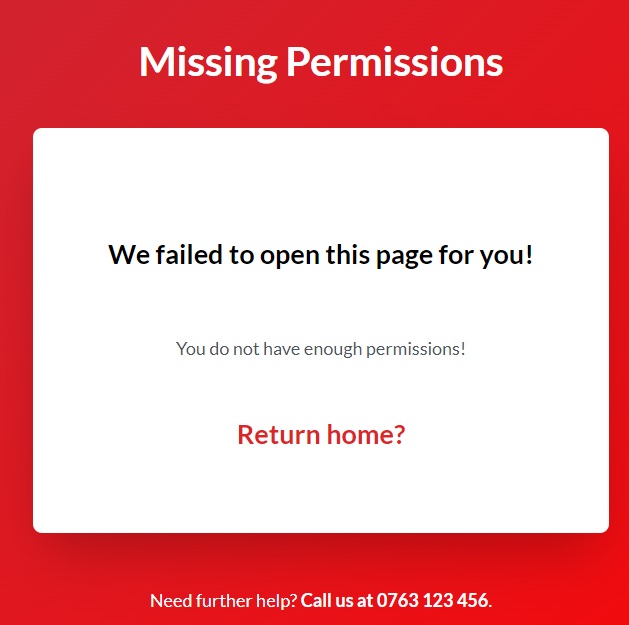 Missing Permissions
We failed to open this page for you!
You do not have enough permissions!
Return home?
Need further help? Call us at 0763 123 456.